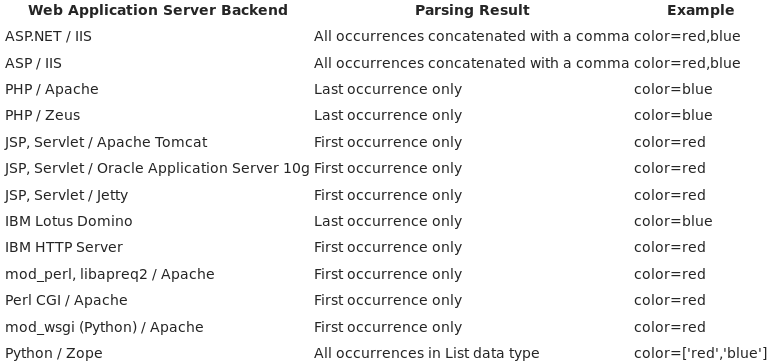 Web Application Server Backend Parsing Result Example
ASP.NET / IIS All occurrences concatenated with a comma color=red,blue
ASP / IIS All occurrences concatenated with a comma color=red,blue
PHP / Apache Last occurrence only color=blue
PHP / Zeus Last occurrence only color=blue
JSP, Servlet / Apache Tomcat First occurrence only color=red
JSP, Servlet / Oracle Application Server 10g First occurrence only color=red
JSP, Servlet / Jetty First occurrence only color=red
IBM Lotus Domino Last occurrence only color=blue
IBM HTTP Server First occurrence only color=red
mod_perl, libapreq2 / Apache First occurrence only color=red
Perl CGI / Apache First occurrence only color=red
mod_wsgi (Python) / Apache First occurrence only color=red
Python / Zope All occurrences in List data type color=['red','blue']